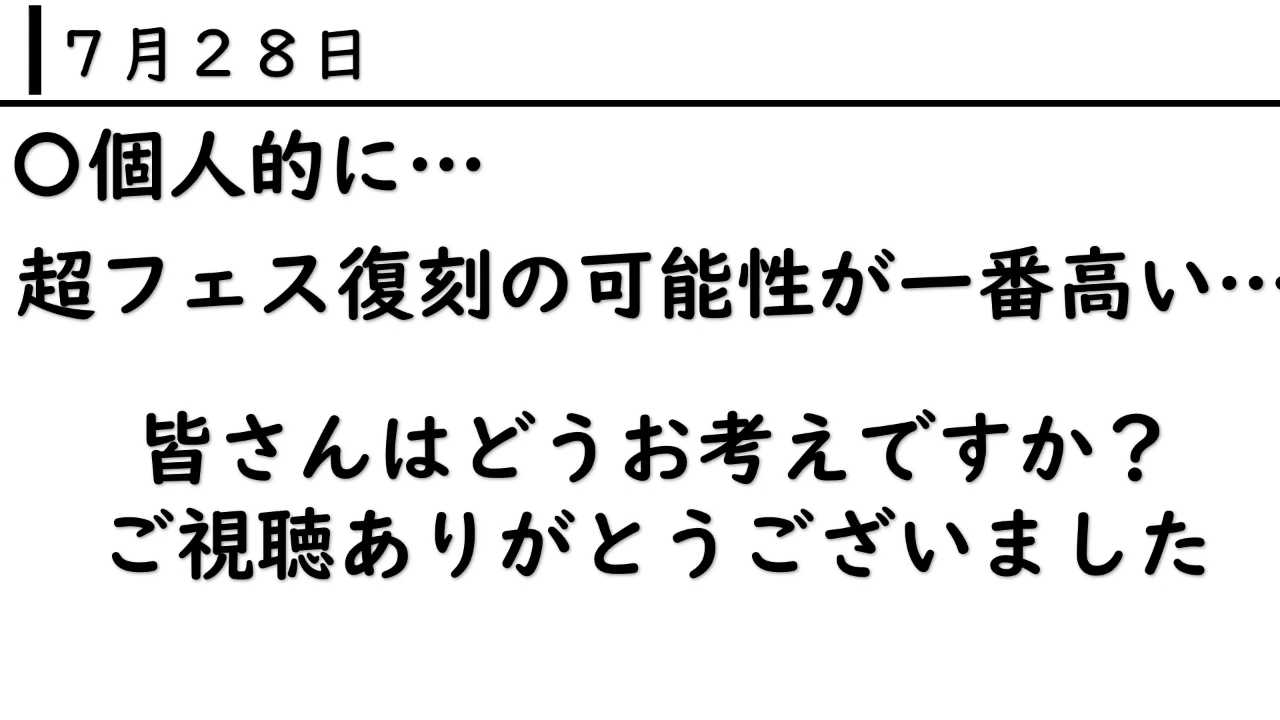 ７月２８日
〇個人的に…
超フェス復刻の可能性が一番高い…
皆さんはどうお考えですか？
ご視聴ありがとうございました